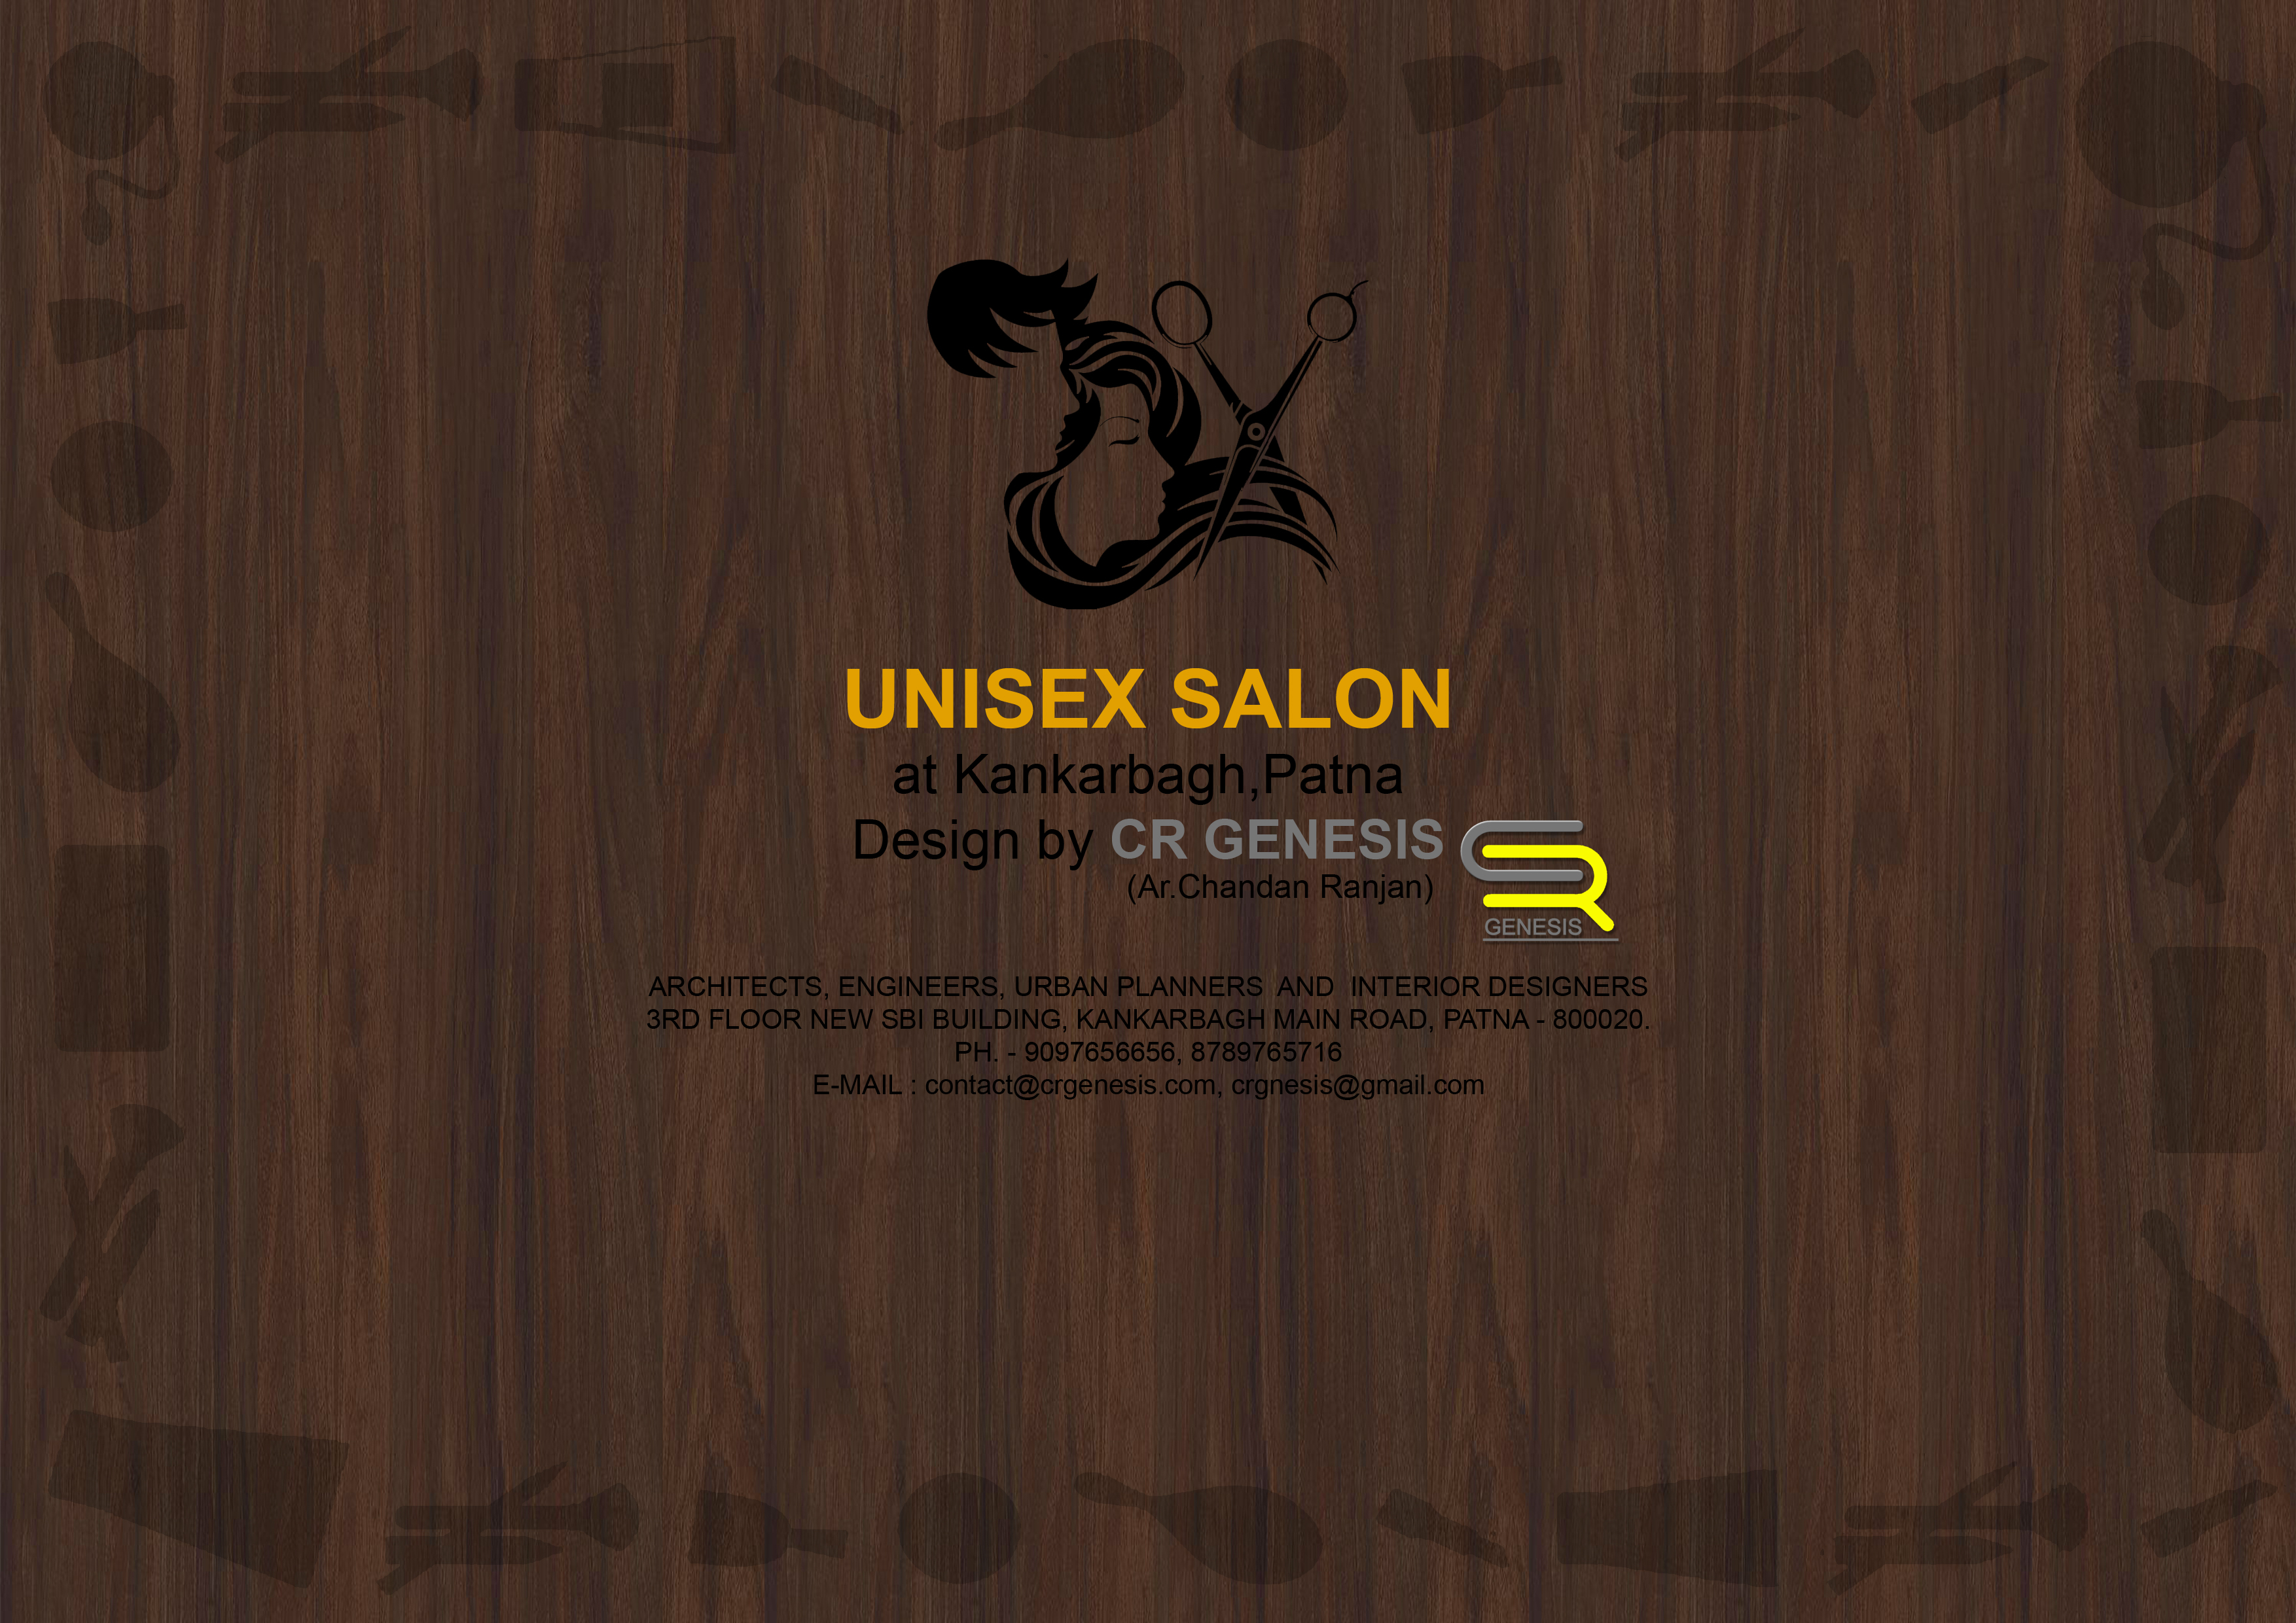 UNISEX SALON
at Kankarbagh,Patna
Design by CR GENESIS
(Ar.Chandan Ranjan)
GENESIS
ARCHITECTS, ENGINEERS, URBAN PLANNERS  AND  INTERIOR DESIGNERS
3RD FLOOR NEW SBI BUILDING, KANKARBAGH MAIN ROAD, PATNA - 800020.
PH. - 9097656656, 8789765716
E-MAIL : contact@crgenesis.com, crgnesis@gmail.com